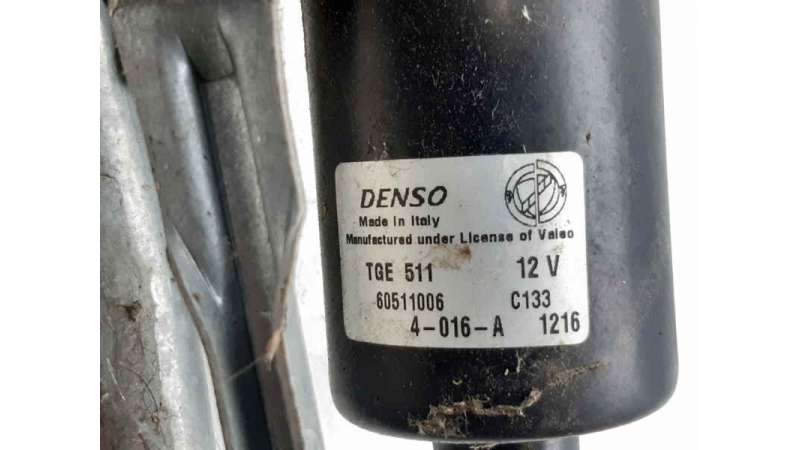 DENSO
Made in Italy
Manufactured under License of Valeo
TGE 511 12 V
60511006 C133
4-016-A 1216